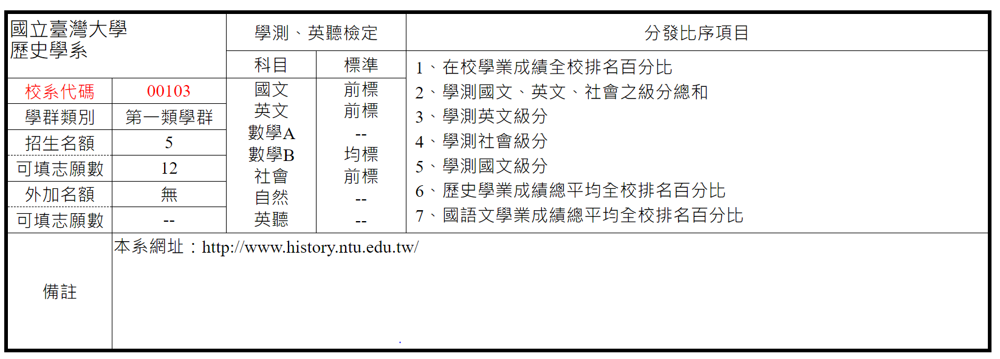 國立臺灣大學
歷史學系
學測、英聽檢定
分發比序項目
科目
標準
校系代碼
00103
學群類別
第一類學群
招生名額
5
可填志願數
12
外加名額
無
可填志願數
--
國文
前標
英文
前標
數學A
--
數學B
均標
社會
前標
自然
--
英聽
--
1、在校學業成績全校排名百分比
2、學測國文、英文、社會之級分總和
3、學測英文級分
4、學測社會級分
5、學測國文級分
6、歷史學業成績總平均全校排名百分比
7、國語文學業成績總平均全校排名百分比
備註
本系網址：http://www.history.ntu.edu.tw/